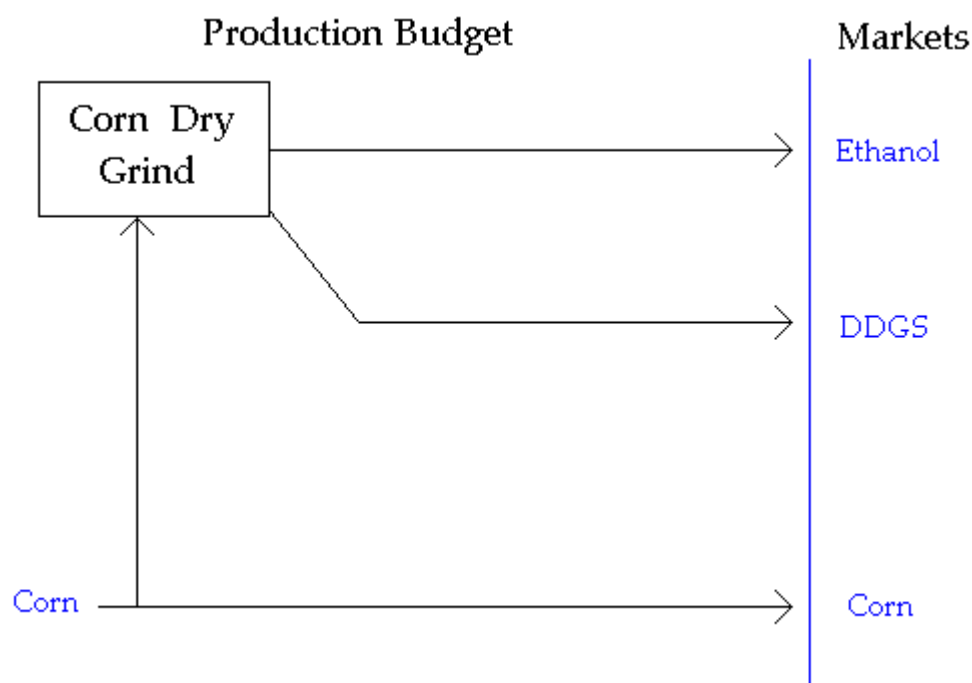 Production Budget
Markets
Corn Dry
Grind
Ethanol
DDGS
Corn
Corn